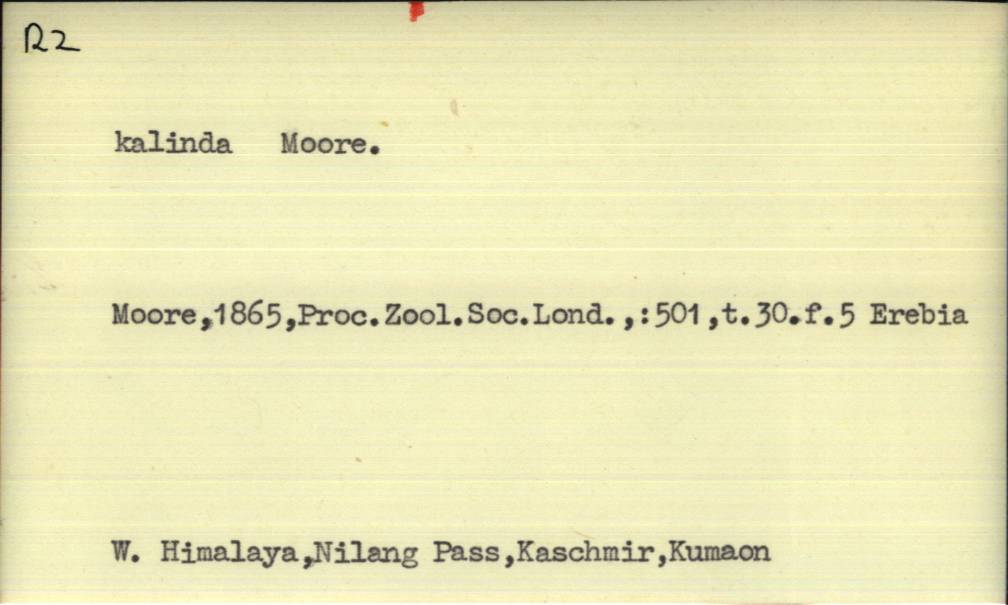 R2
kalinda Moore.
Moore,1865,Proc.Zool.Soc.Lond.,:501,t.30.f.5 Erebia
W. Himalaya,Nilang Pass,Kaschmir,Kumaon